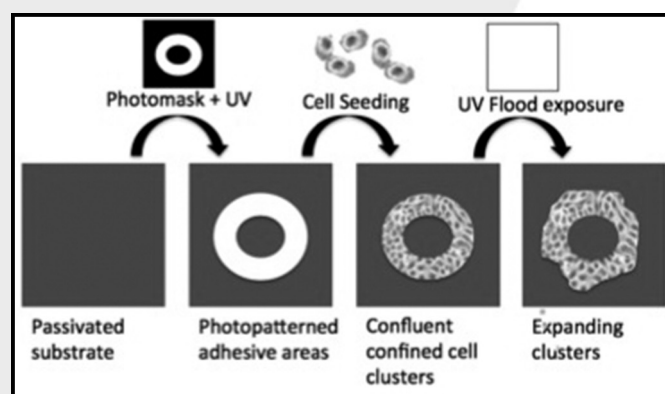 Photomask + UV
Cell Seeding
UV Flood exposure
Passivated
substrate
Photopatterned
adhesive areas
Confluent
confined cell
clusters
Expanding
clusters